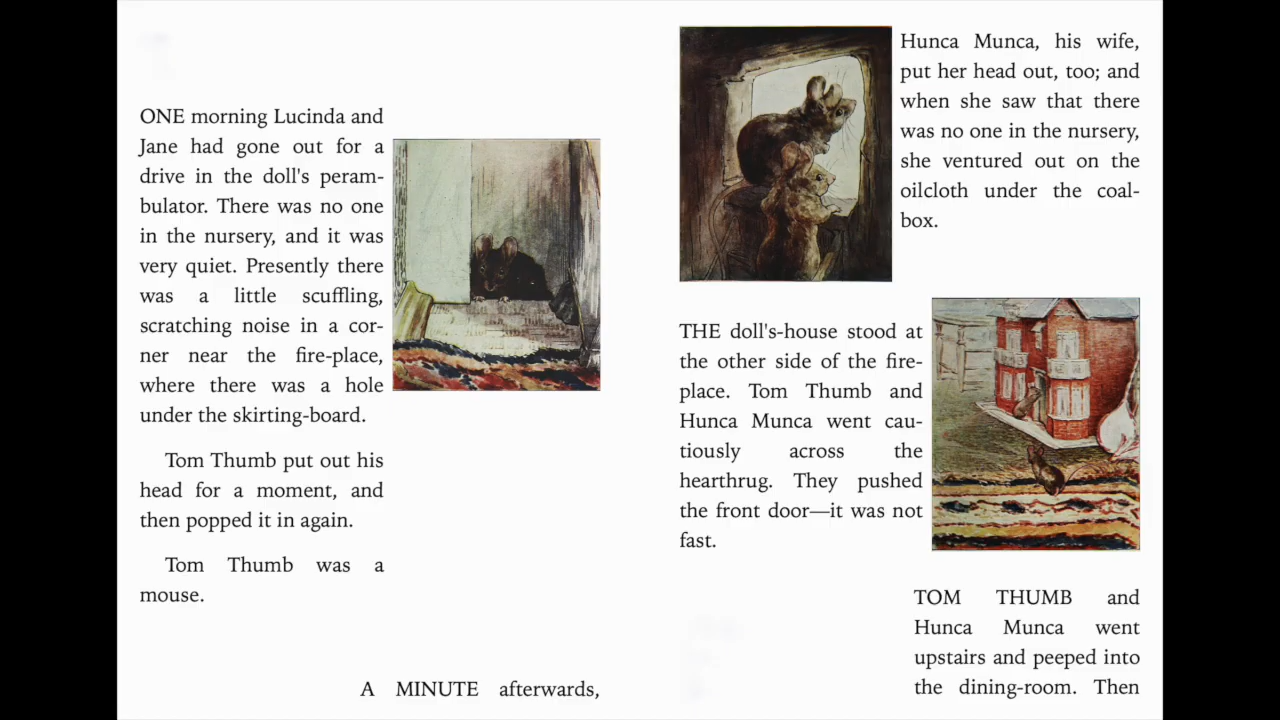 ONE morning Lucinda and
Jane had gone out for a
drive in the doll's peram-
bulator. There was no one
in the nursery, and it was
very quiet. Presently there
was a little scuffling,
scratching noise in a cor-
ner near the fire-place,
where there was a hole
under the skirting-board.
Tom Thumb put out his
head for a moment, and
then popped it in again.
Tom Thumb was a
mouse.
A MINUTE afterwards,
Hunca Munca, his wife,
put her head out, too; and
when she saw that there
was no one in the nursery,
she ventured out on the
oilcloth under the coal-
box.
THE doll's-house stood at
the other side of the fire-
place. Tom Thumb and
Hunca Munca went cau-
tiously across the
hearthrug. They pushed
the front door—it was not
fast.
TOM THUMB and
Hunca Munca went
upstairs and peeped into
the dining-room. Then